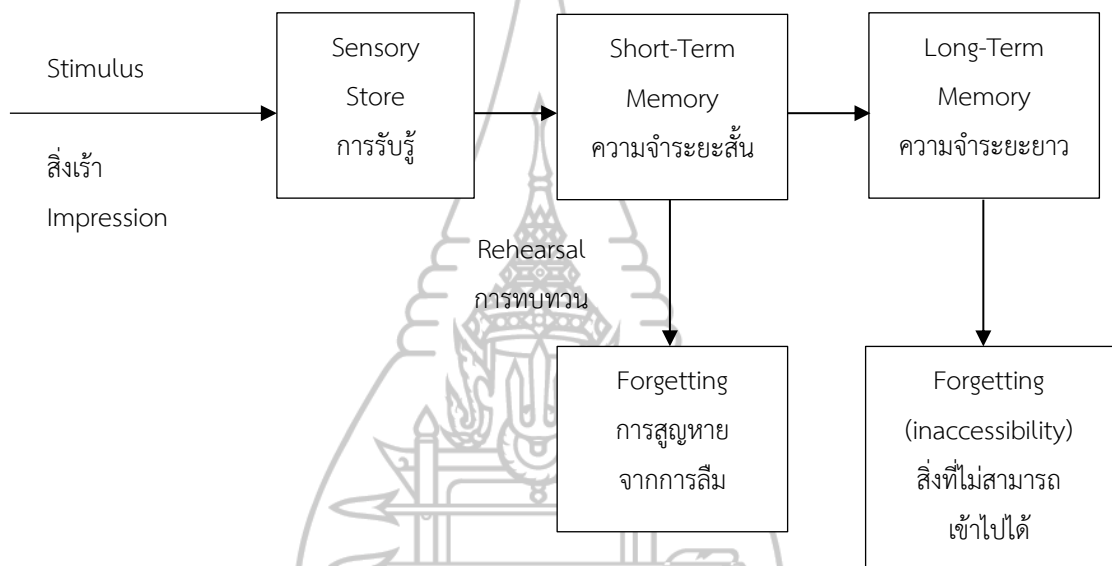 Stimulus
สิ่งเร้า
Impression
Sensory
Store
การรับรู้
Short-Term
Memory
ความจำระยะสั้น
Long-Term
Memory
ความจำระยะยาว
Rehearsal
การทบทวน
Forgetting
การสูญหาย
จากการลืม
Forgetting
(inaccessibility)
สิ่งที่ไม่สามารถ
เข้าไปได้